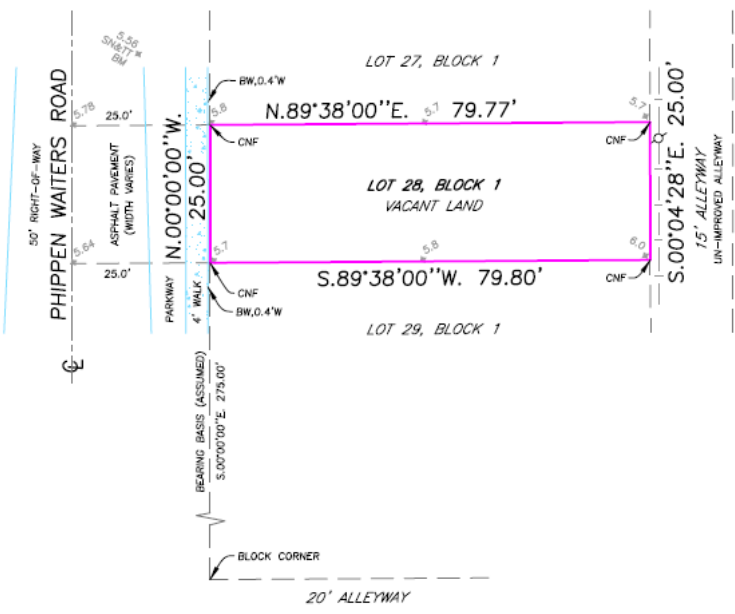 5.56
SN&TT
BM
LOT 27, BLOCK 1
BW,0.4'W
5.78
25.0'
5.8
N.89°38'00"E. 79.77'
5.7
5.7
CNF
CNF
50' RIGHT-OF-WAY
PHIPPEN WAITERS ROAD
ASPHALT PAVEMENT
(WIDTH VARIES)
N.00°00'00"W.
25.00'
LOT 28, BLOCK 1
VACANT LAND
S.00°04'28"E. 25.00'
15' ALLEYWAY
UN-IMPROVED ALLEYWAY
5.64
25.0'
5.7
5.8
6.0
S.89°38'00"W. 79.80'
CNF
CNF
PARKWAY
4' WALK
BW,0.4'W
LOT 29, BLOCK 1
BEARING BASIS (ASSUMED)
S.00°00'00"E. 275.00'
BLOCK CORNER
20' ALLEYWAY